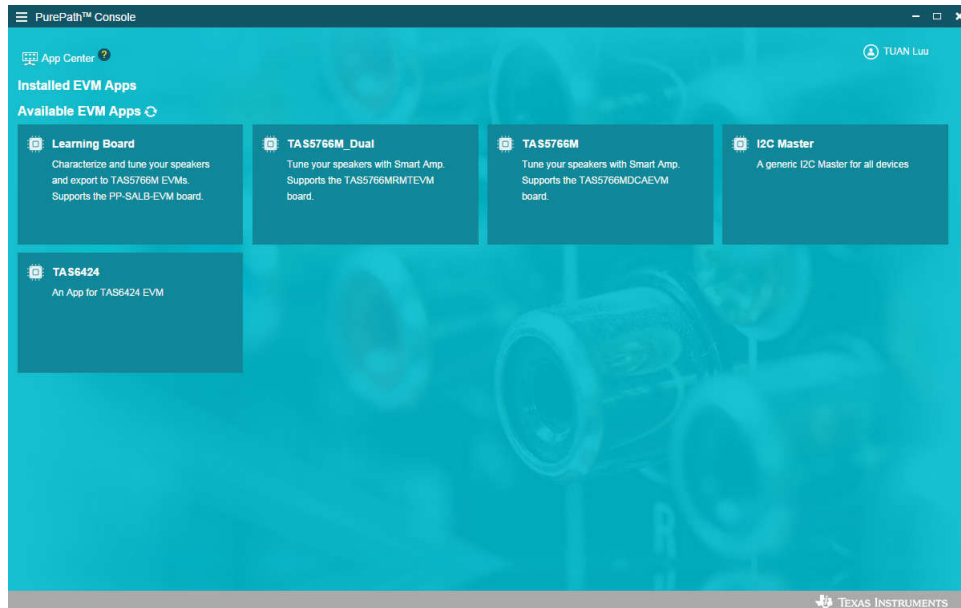 PurePath™ Console
App Center ?
TUAN Luu
Installed EVM Apps
Available EVM Apps
Learning Board
Characterize and tune your speakers
and export to TAS5766M EVMs.
Supports the PP-SALB-EVM board.
TAS5766M_Dual
Tune your speakers with Smart Amp.
Supports the TAS5766MRMTEVM
board.
TAS5766M
Tune your speakers with Smart Amp.
Supports the TAS5766MDCAEVM
board.
I2C Master
A generic I2C Master for all devices
TAS6424
An App for TAS6424 EVM
R
TEXAS INSTRUMENTS